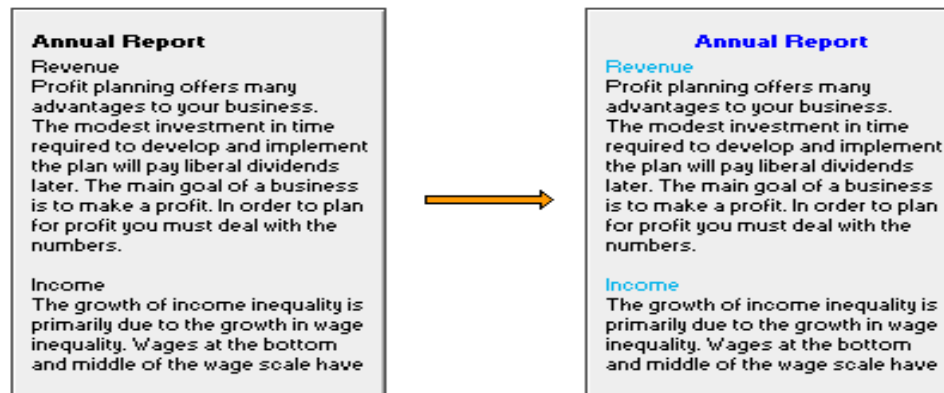 Annual Report
Revenue
Profit planning offers many
advantages to your business.
The modest investment in time
required to develop and implement
the plan will pay liberal dividends
later. The main goal of a business
is to make a profit. In order to plan
for profit you must deal with the
numbers.
Income
The growth of income inequality is
primarily due to the growth in wage
inequality. Wages at the bottom
and middle of the wage scale have
Annual Report
Revenue
Profit planning offers many
advantages to your business.
The modest investment in time
required to develop and implement
the plan will pay liberal dividends
later. The main goal of a business
is to make a profit. In order to plan
for profit you must deal with the
numbers.
Income
The growth of income inequality is
primarily due to the growth in wage
inequality. Wages at the bottom
and middle of the wage scale have